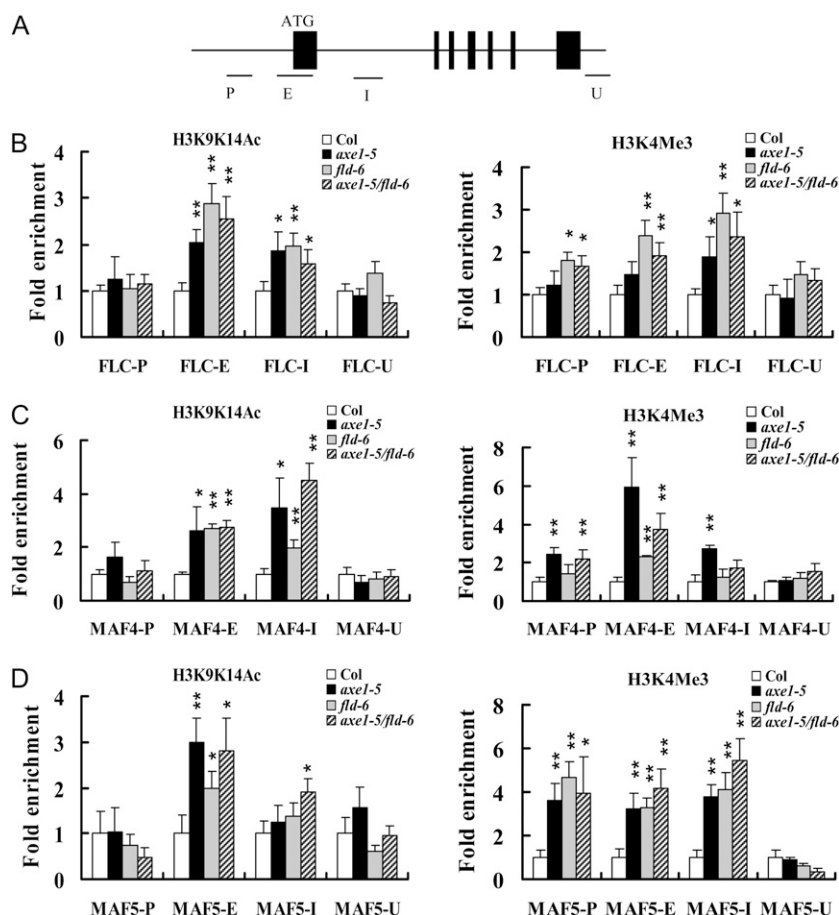 A
ATG
P
E
I
U
B
H3K9K14Ac
Col
axe1-5
fld-6
axe1-5/fld-6
Fold enrichment
4
3
2
1
0
** ** **
* ** *
FLC-P FLC-E FLC-I FLC-U
H3K4Me3
Col
axe1-5
fld-6
axe1-5/fld-6
Fold enrichment
4
3
2
1
0
* *
** **
* ** *
FLC-P FLC-E FLC-I FLC-U
C
H3K9K14Ac
Col
axe1-5
fld-6
axe1-5/fld-6
Fold enrichment
6
4
2
0
* ** **
* ** **
MAF4-P MAF4-E MAF4-I MAF4-U
H3K4Me3
Col
axe1-5
fld-6
axe1-5/fld-6
Fold enrichment
8
6
4
2
0
** **
** ** **
**
MAF4-P MAF4-E MAF4-I MAF4-U
D
H3K9K14Ac
Col
axe1-5
fld-6
axe1-5/fld-6
Fold enrichment
4
3
2
1
0
** * *
*
MAF5-P MAF5-E MAF5-I MAF5-U
H3K4Me3
Col
axe1-5
fld-6
axe1-5/fld-6
Fold enrichment
8
6
4
2
0
** ** *
** ** **
** ** **
MAF5-P MAF5-E MAF5-I MAF5-U